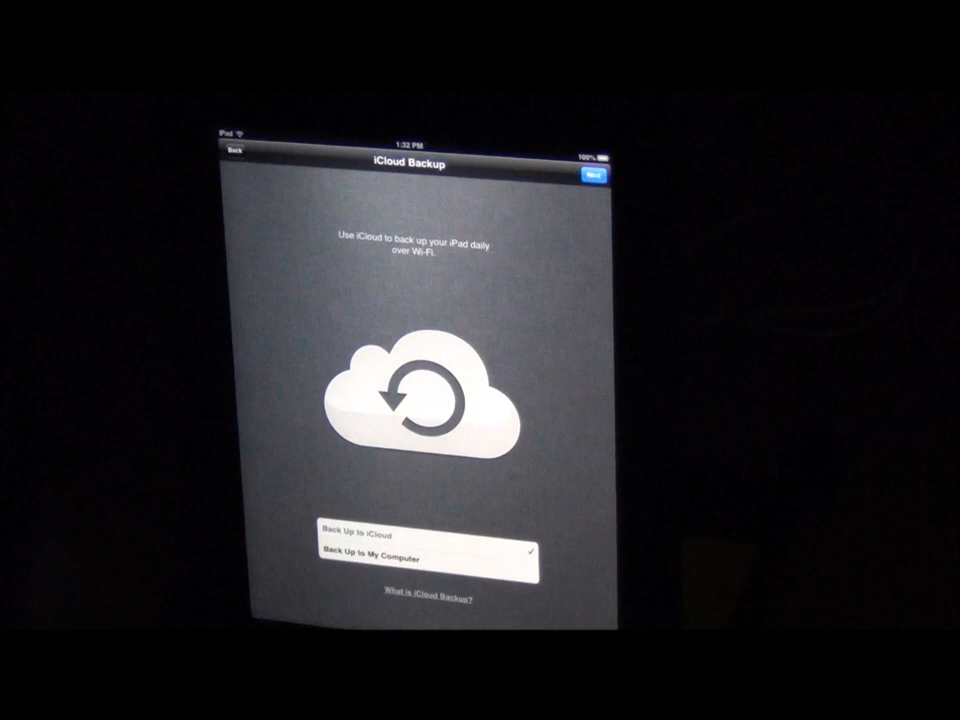 iPad
1:32 PM
100%
Back
iCloud Backup
Next
Use iCloud to back up your iPad daily
over Wi-Fi.
Back Up to iCloud
Back Up to My Computer
What is iCloud Backup?